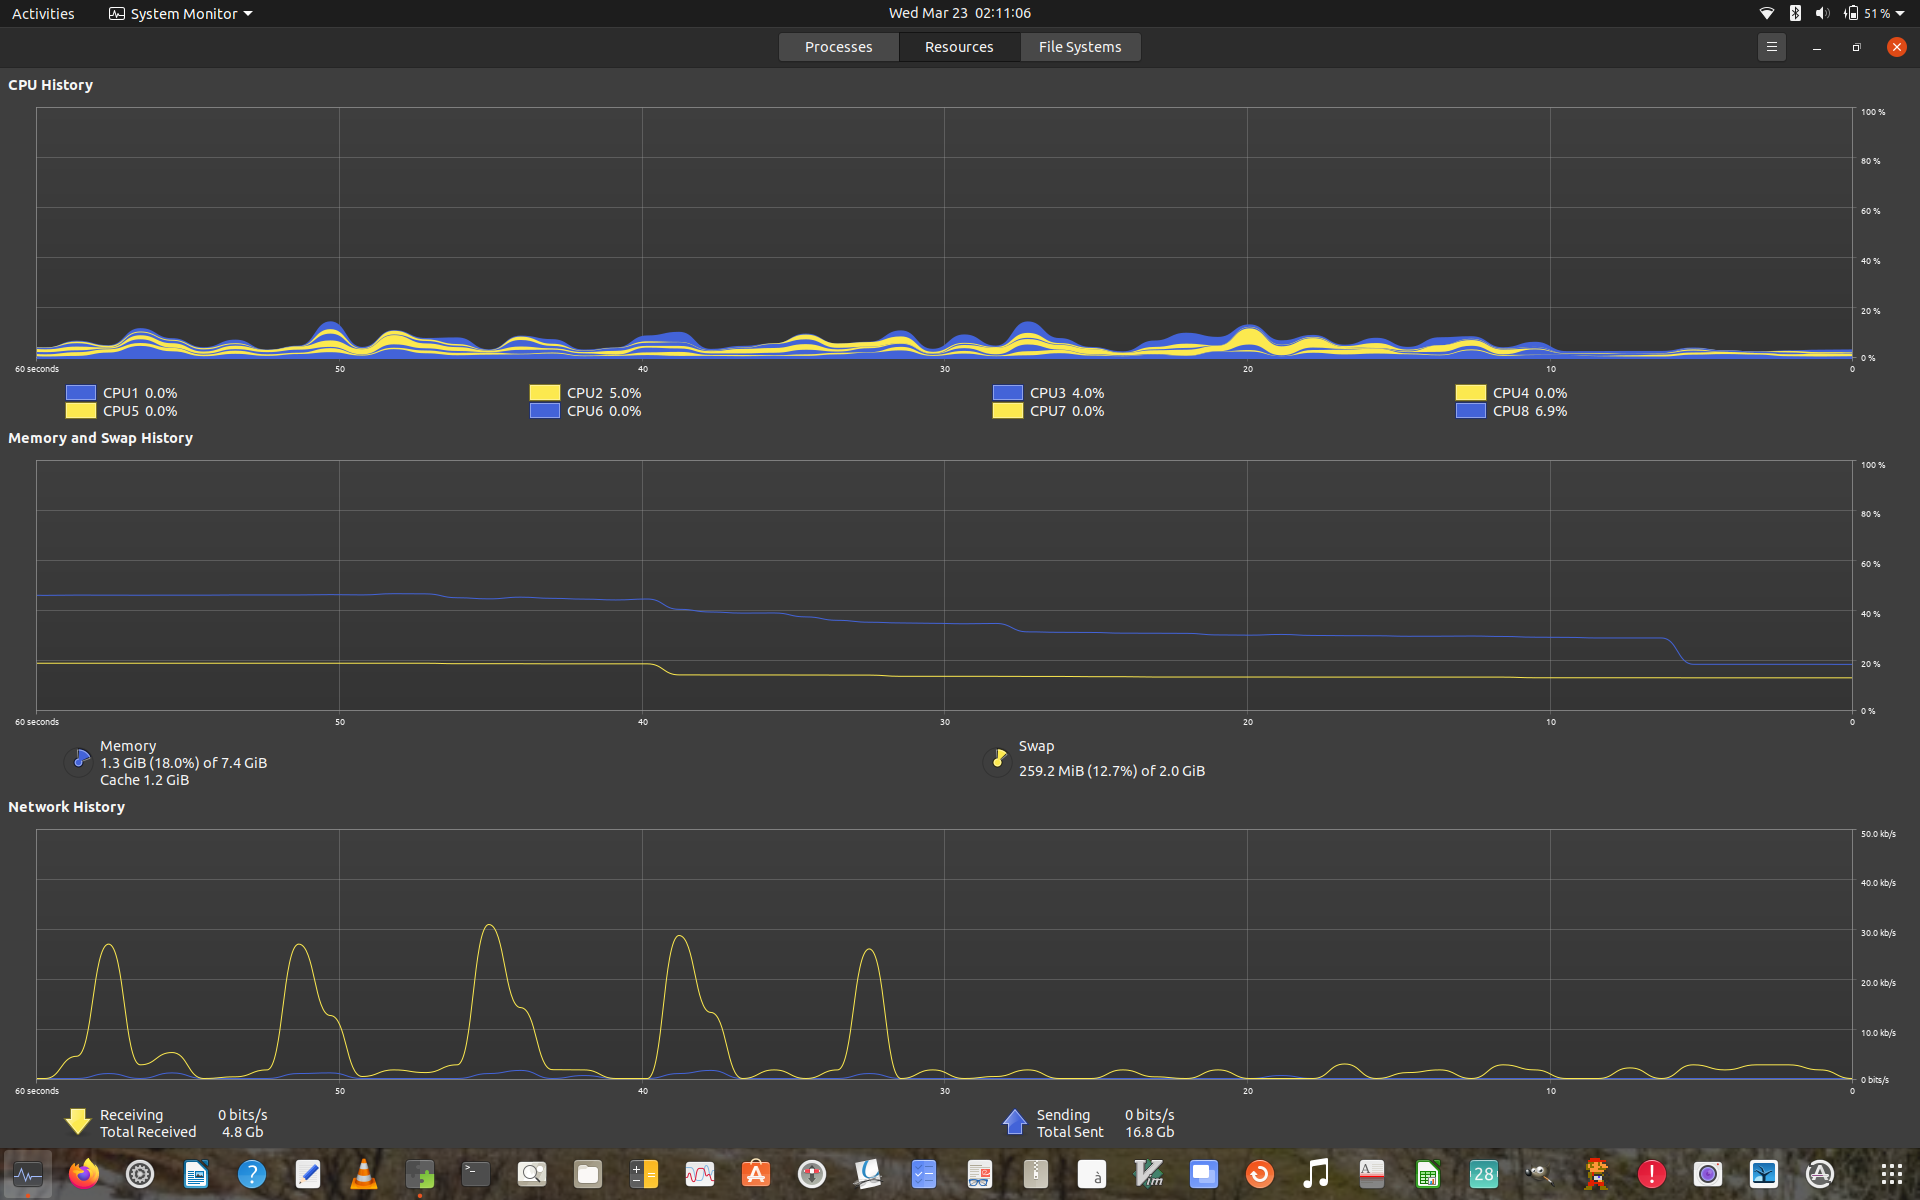 Activities System Monitor Wed Mar 23 02:11:06 51 %
Processes Resources File Systems
CPU History
100 %
80 %
60 %
40 %
20 %
0 %
60 seconds 50 40 30 20 10 0
CPU1 0.0% CPU2 5.0% CPU3 4.0% CPU4 0.0%
CPU5 0.0% CPU6 0.0% CPU7 0.0% CPU8 6.9%
Memory and Swap History
100 %
80 %
60 %
40 %
20 %
0 %
60 seconds 50 40 30 20 10 0
Memory
1.3 GiB (18.0%) of 7.4 GiB
Cache 1.2 GiB
Swap
259.2 MiB (12.7%) of 2.0 GiB
Network History
50.0 kb/s
40.0 kb/s
30.0 kb/s
20.0 kb/s
10.0 kb/s
0 bits/s
60 seconds 50 40 30 20 10 0
Receiving 0 bits/s
Total Received 4.8 Gb
Sending 0 bits/s
Total Sent 16.8 Gb
? >_ à Vim A 28 !